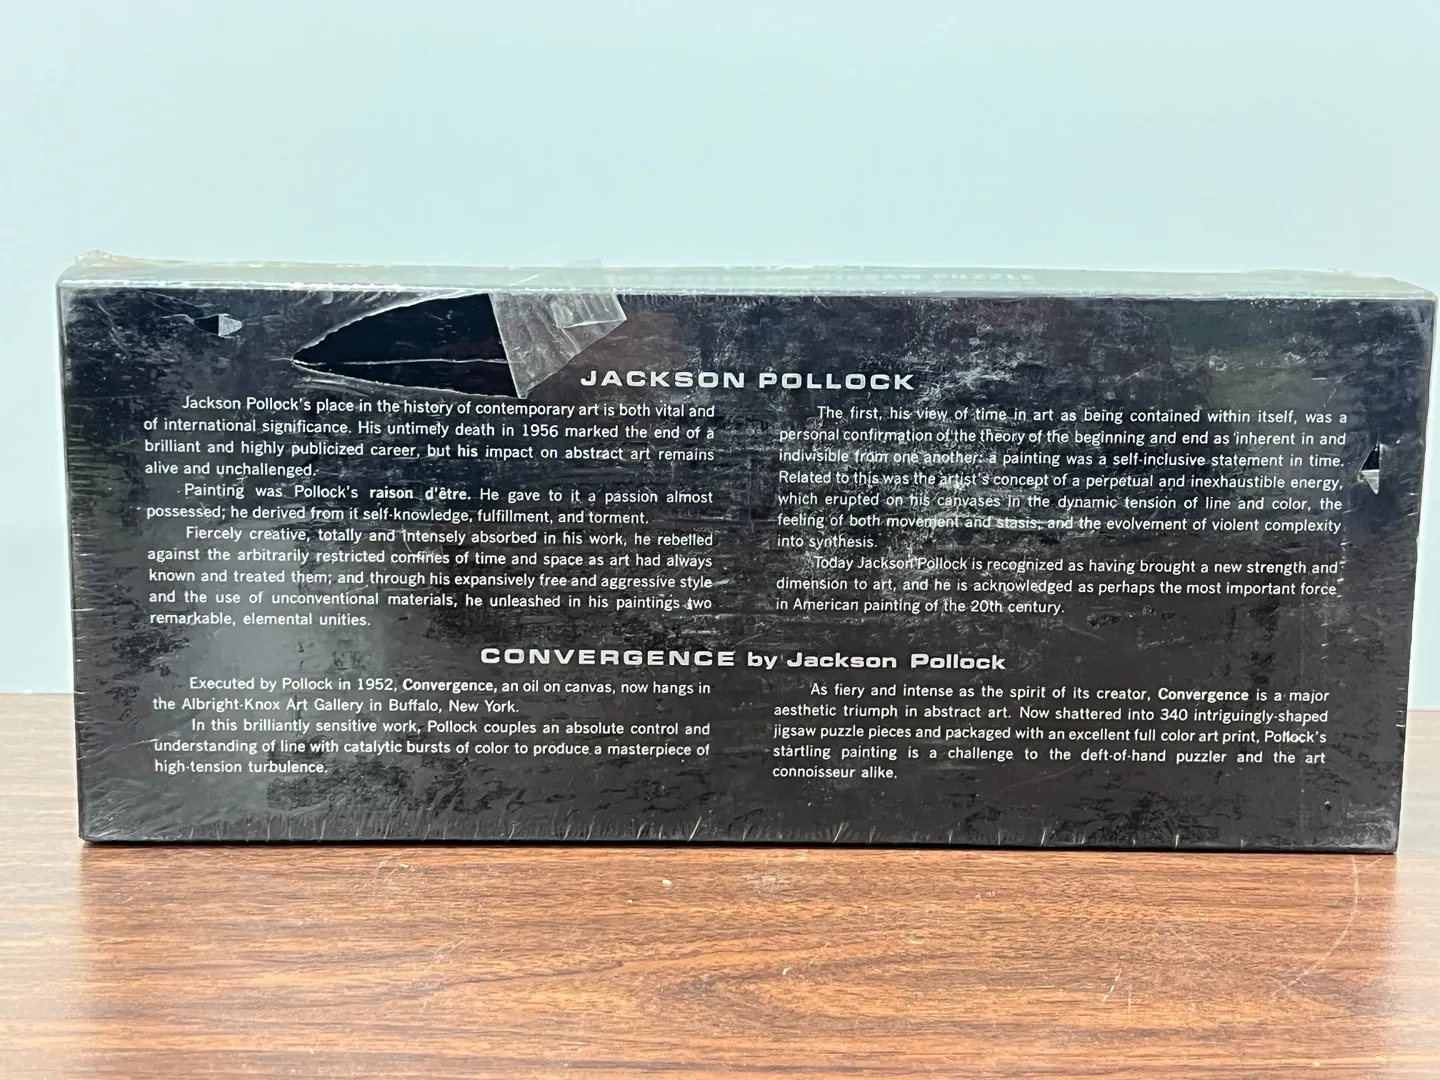 JACKSON POLLOCK
Jackson Pollock's place in the history of contemporary art is both vital and
of international significance. His untimely death in 1956 marked the end of a
brilliant and highly publicized career, but his impact on abstract art remains
alive and unchallenged.
Painting was Pollock's raison d'être. He gave to it a passion almost
possessed; he derived from it self-knowledge, fulfillment, and torment.
Fiercely creative, totally and intensely absorbed in his work, he rebelled
against the arbitrarily restricted confines of time and space as art had always
known and treated them; and through his expansively free and aggressive style
and the use of unconventional materials, he unleashed in his paintings two
remarkable, elemental unities.
The first, his view of time in art as being contained within itself, was a
personal confirmation of the theory of the beginning and end as inherent in and
indivisible from one another: a painting was a self-inclusive statement in time.
Related to this was the artist's concept of a perpetual and inexhaustible energy,
which erupted on his canvases in the dynamic tension of line and color, the
feeling of both movement and stasis, and the evolvement of violent complexity
into synthesis.
Today Jackson Pollock is recognized as having brought a new strength and
dimension to art, and he is acknowledged as perhaps the most important force
in American painting of the 20th century.
CONVERGENCE by Jackson Pollock
Executed by Pollock in 1952, Convergence, an oil on canvas, now hangs in
the Albright-Knox Art Gallery in Buffalo, New York.
In this brilliantly sensitive work, Pollock couples an absolute control and
understanding of line with catalytic bursts of color to produce a masterpiece of
high-tension turbulence.
As fiery and intense as the spirit of its creator, Convergence is a major
aesthetic triumph in abstract art. Now shattered into 340 intriguingly-shaped
jigsaw puzzle pieces and packaged with an excellent full color art print, Pollock's
startling painting is a challenge to the deft-of-hand puzzler and the art
connoisseur alike.